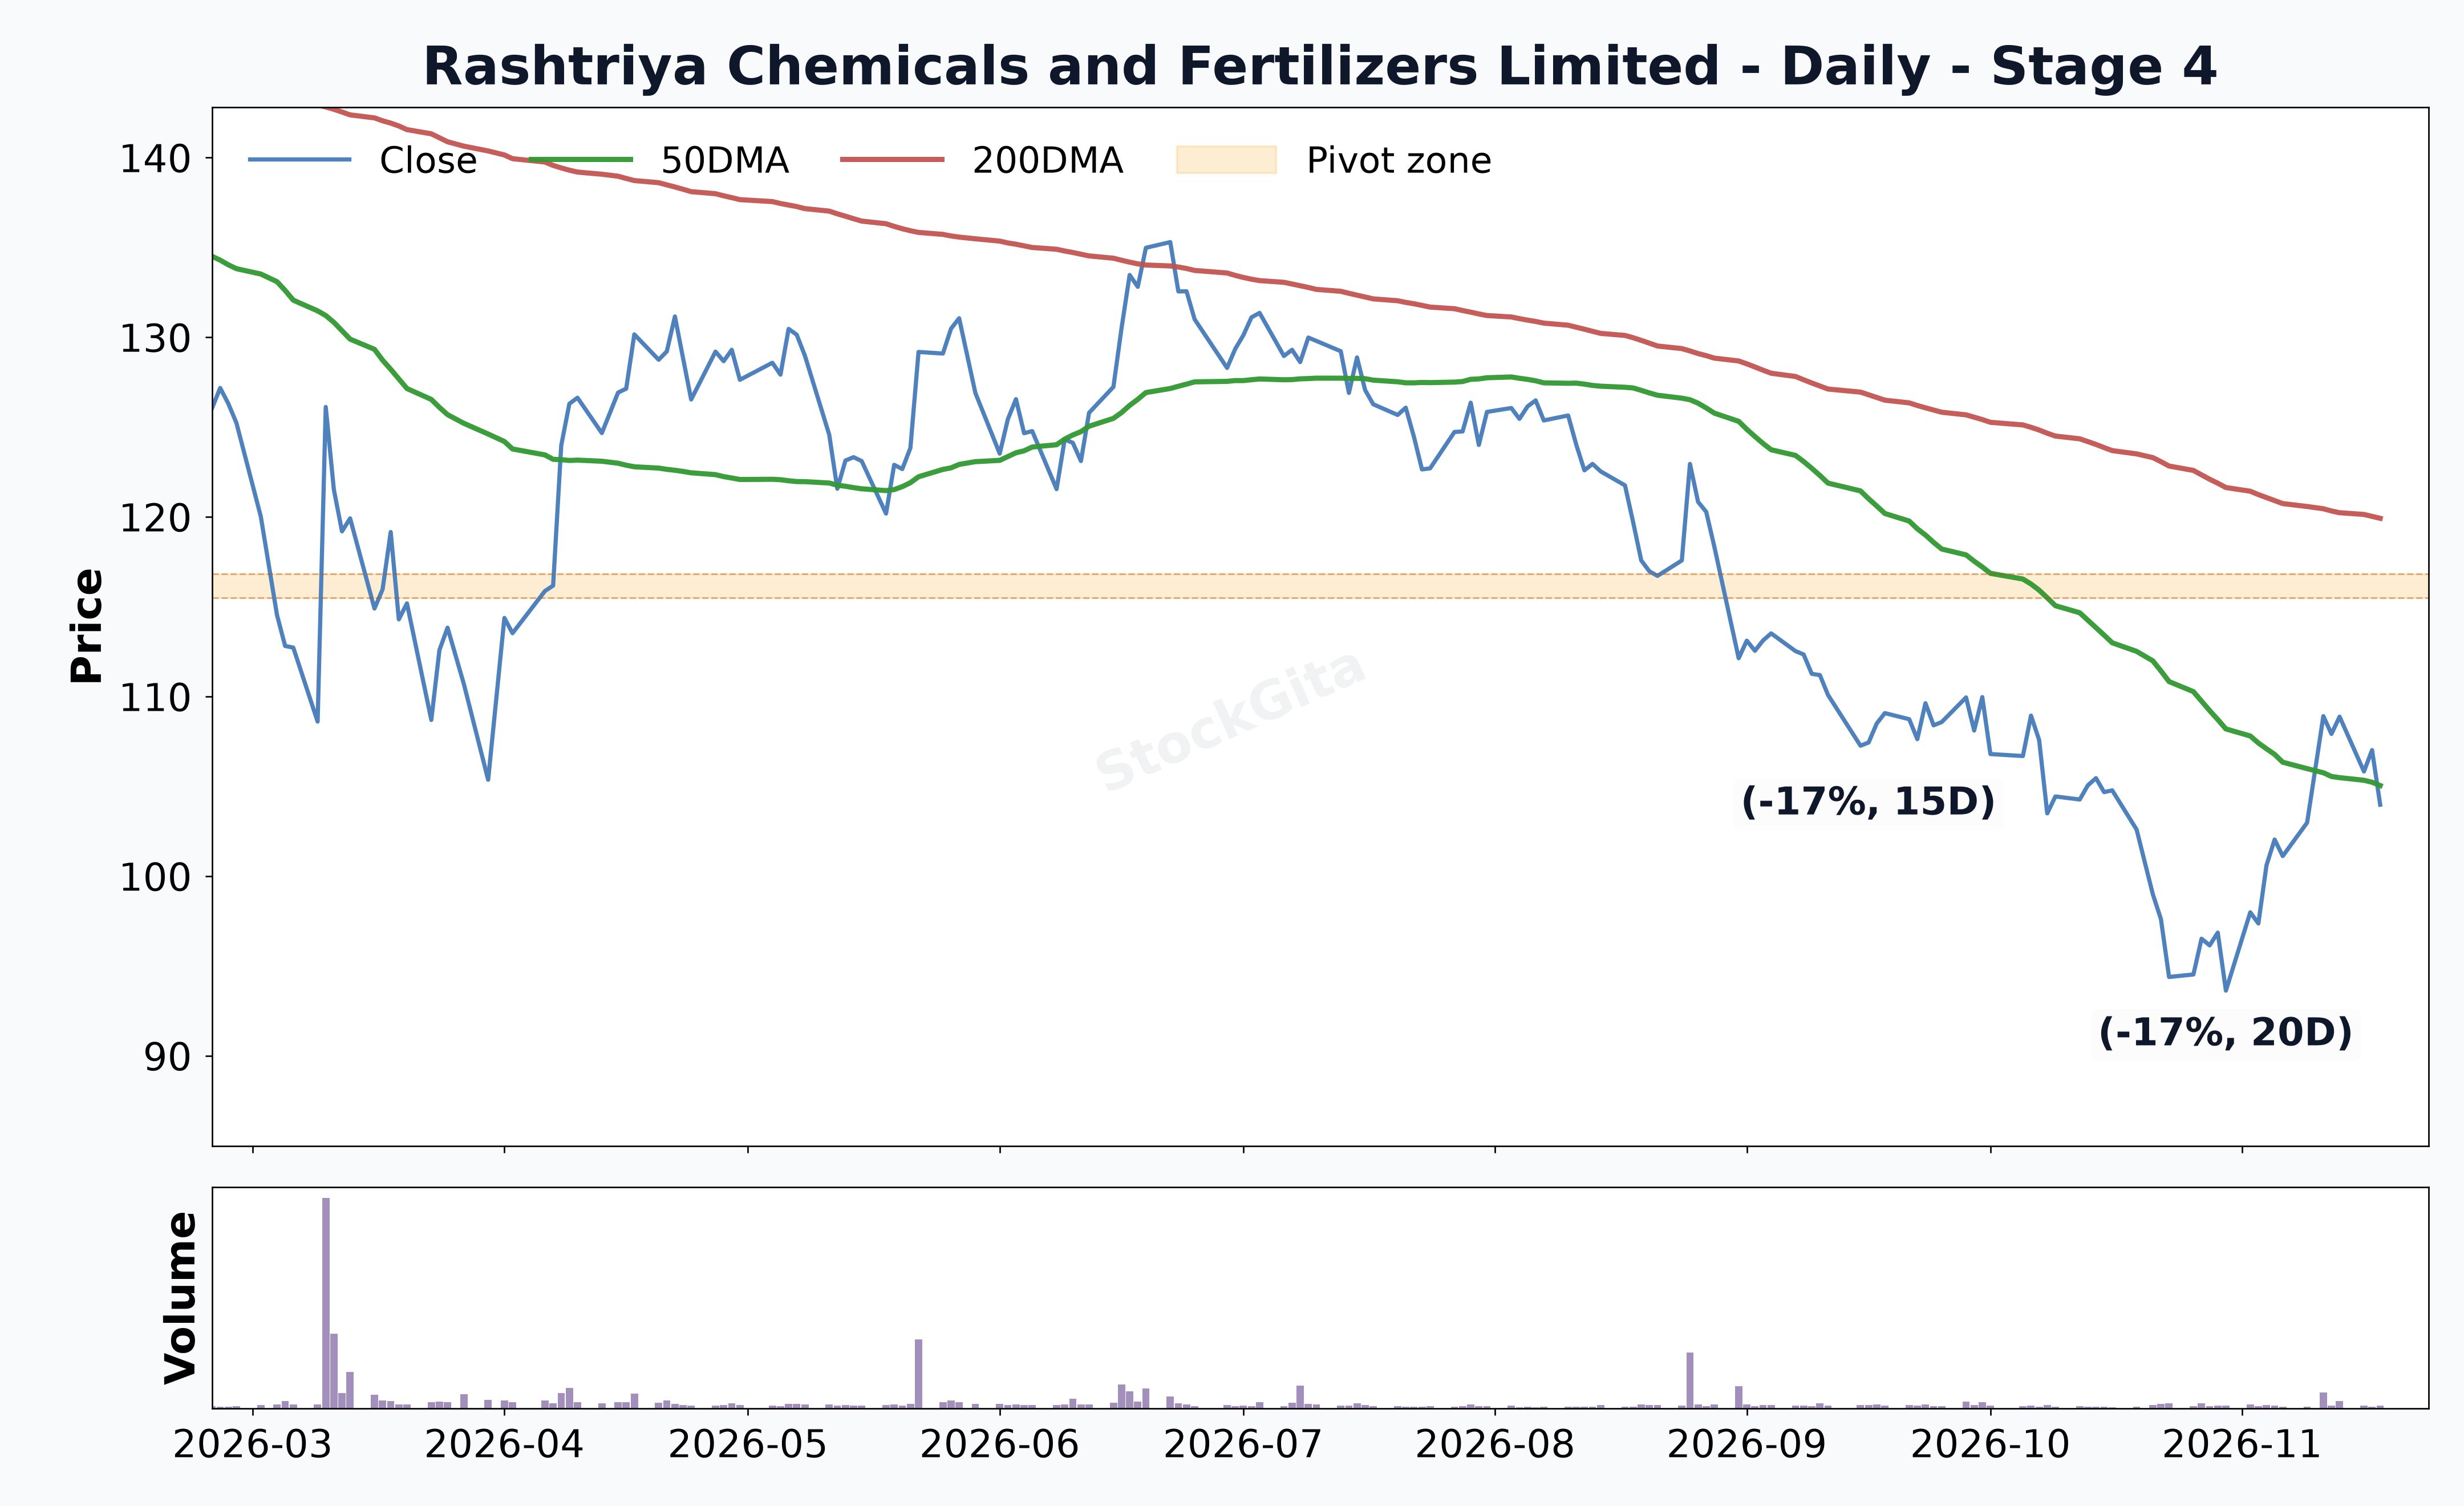 Rashtriya Chemicals and Fertilizers Limited - Daily - Stage 4
Close 50DMA 200DMA Pivot zone
140
130
120
110
100
90
Price
StockGita
(-17%, 15D)
(-17%, 20D)
Volume
2026-03 2026-04 2026-05 2026-06 2026-07 2026-08 2026-09 2026-10 2026-11